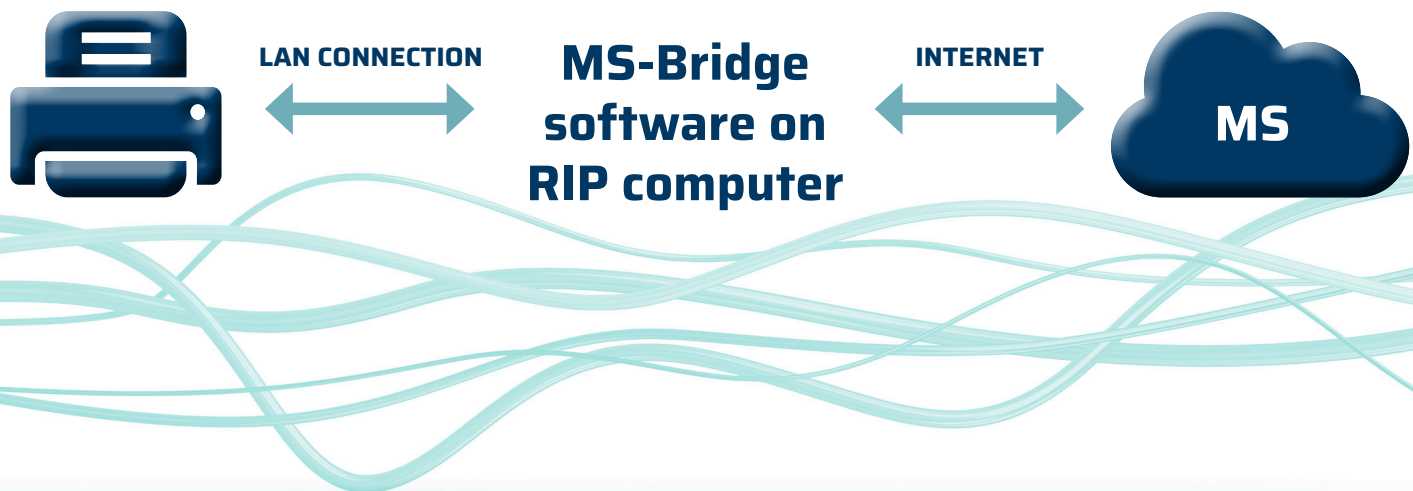 LAN CONNECTION
MS-Bridge
software on
RIP computer
INTERNET
MS